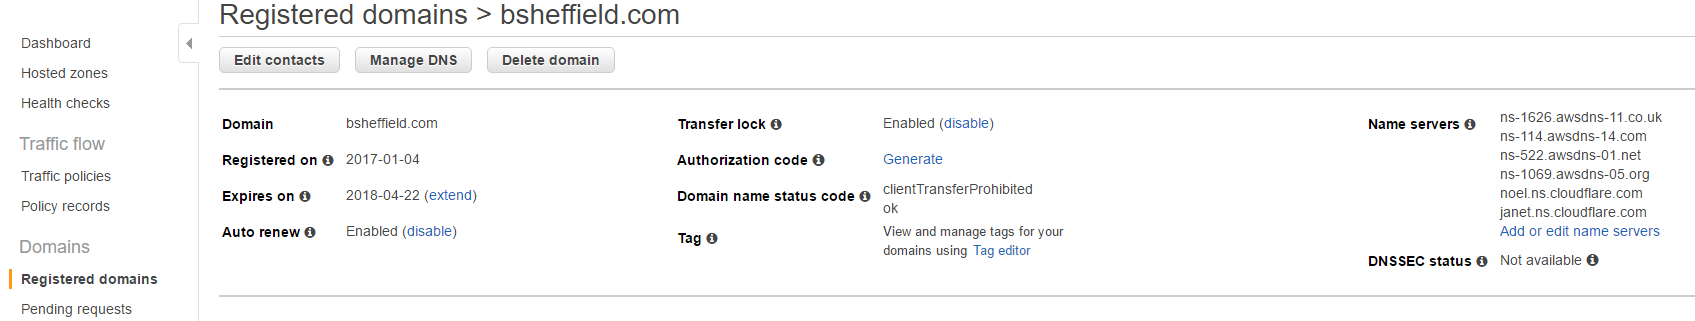 Registered domains > bsheffield.com
Dashboard
Hosted zones
Health checks
Traffic flow
Traffic policies
Policy records
Domains
Registered domains
Pending requests
Edit contacts
Manage DNS
Delete domain
Domain bsheffield.com
Registered on 2017-01-04
Expires on 2018-04-22 (extend)
Auto renew Enabled (disable)
Transfer lock Enabled (disable)
Authorization code Generate
Domain name status code clientTransferProhibited
ok
Tag View and manage tags for your
domains using Tag editor
Name servers ns-1626.awsdns-11.co.uk
ns-114.awsdns-14.com
ns-522.awsdns-01.net
ns-1069.awsdns-05.org
noel.ns.cloudflare.com
janet.ns.cloudflare.com
Add or edit name servers
DNSSEC status Not available